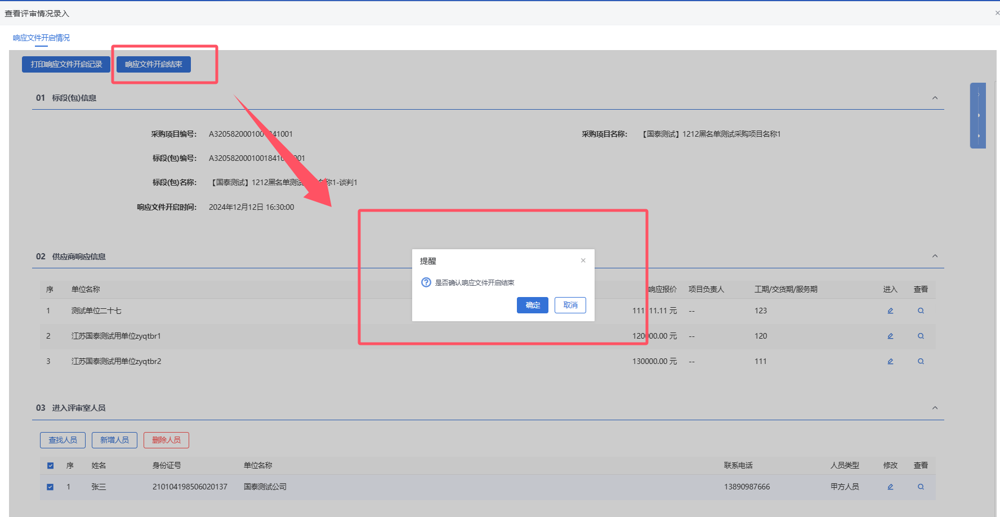 查看评审情况录入
响应文件开启情况
打印响应文件开启记录 响应文件开启结束
01 标段(包)信息
采购项目编号： A3205820001001841001 采购项目名称： 【国泰测试】1212黑名单测试采购项目名称1
标段(包)编号： A3205820001001841 001
标段(包)名称： 【国泰测试】1212黑名单测试 名称1-谈判1
响应文件开启时间： 2024年12月12日 16:30:00
02 供应商响应信息
提醒
是否确认响应文件开启结束
确定 取消
序 单位名称 响应报价 项目负责人 工期/交货期/服务期 进入 查看
1 测试单位二十七 111 11.11 元 -- 123
2 江苏国泰测试用单位zyqtbr1 120000.00 元 -- 120
3 江苏国泰测试用单位zyqtbr2 130000.00 元 -- 111
03 进入评审室人员
查找人员 新增人员 删除人员
序 姓名 身份证号 单位名称 联系电话 人员类型 修改 查看
1 张三 210104198506020137 国泰测试公司 13890987666 甲方人员